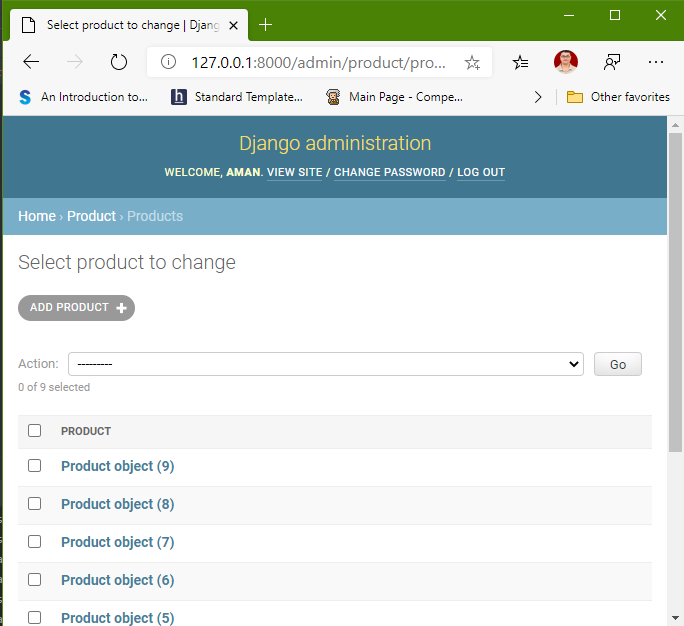 Select product to change | Djang
127.0.0.1:8000/admin/product/pro...
An Introduction to... Standard Template... Main Page - Compe... Other favorites
Django administration
WELCOME, AMAN. VIEW SITE / CHANGE PASSWORD / LOG OUT
Home › Product › Products
Select product to change
ADD PRODUCT +
Action: --------- Go
0 of 9 selected
PRODUCT
Product object (9)
Product object (8)
Product object (7)
Product object (6)
Product object (5)